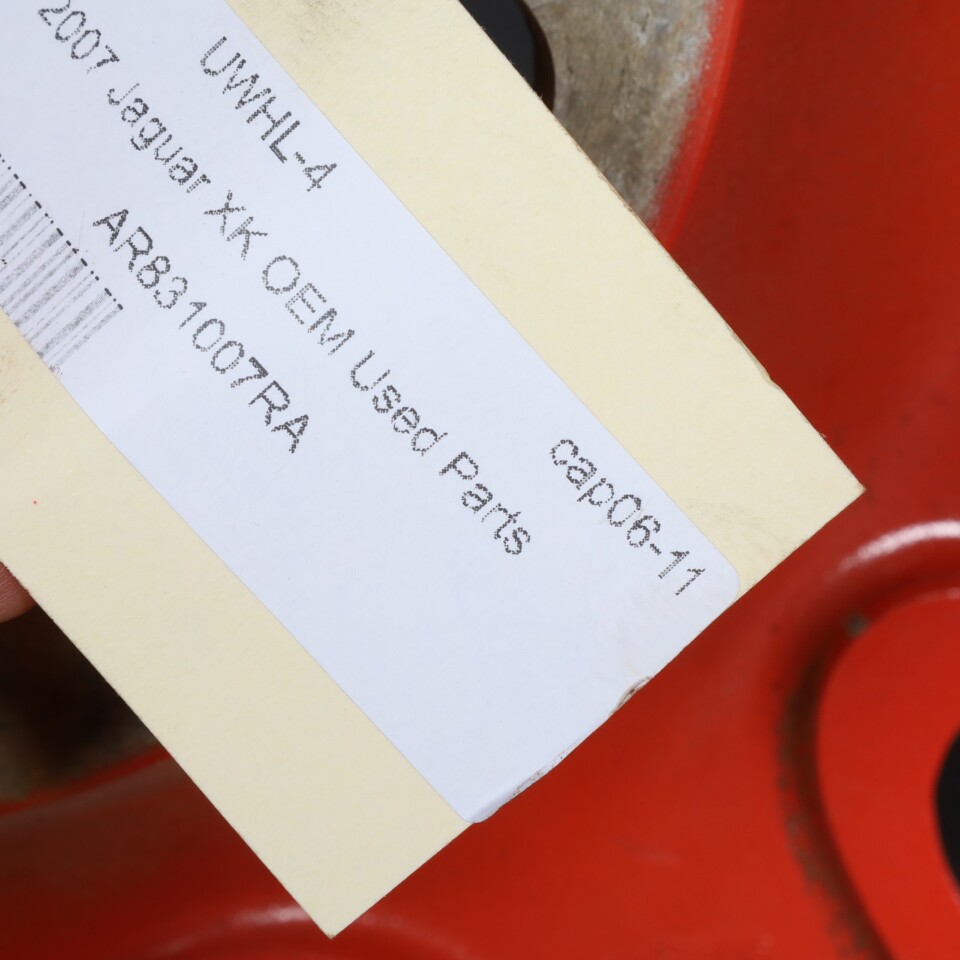 UWHL-4
cap06-11
2007 Jaguar XK OEM Used Parts
AR831007RA